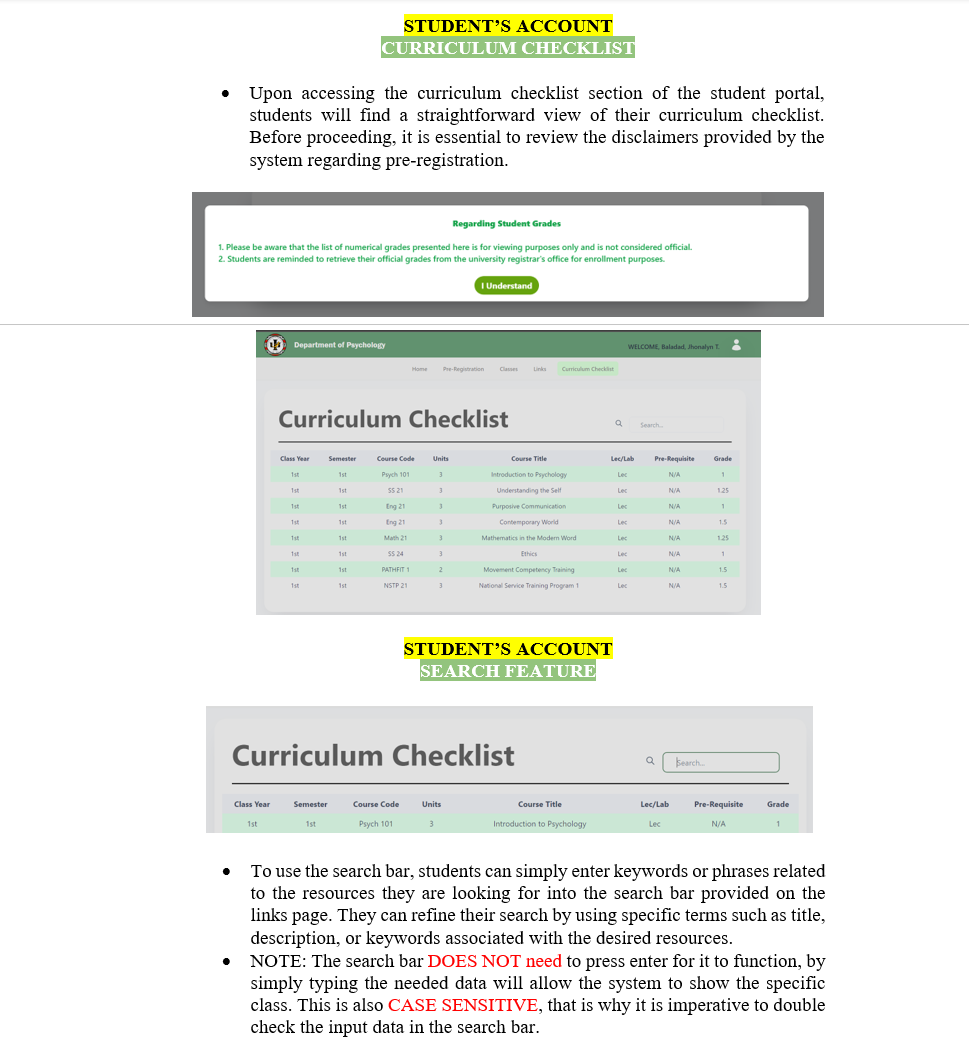 STUDENT’S ACCOUNT
CURRICULUM CHECKLIST
● Upon accessing the curriculum checklist section of the student portal,
students will find a straightforward view of their curriculum checklist.
Before proceeding, it is essential to review the disclaimers provided by the
system regarding pre-registration.
Regarding Student Grades
1. Please be aware that the list of numerical grades presented here is for viewing purposes only and is not considered official.
2. Students are reminded to retrieve their official grades from the university registrar's office for enrollment purposes.
I Understand
Department of Psychology WELCOME, Baladad, Jhonalyn T.
Home Pre-Registration Classes Links Curriculum Checklist
Curriculum Checklist Search...
Class Year Semester Course Code Units Course Title Lec/Lab Pre-Requisite Grade
1st 1st Psych 101 3 Introduction to Psychology Lec N/A 1
1st 1st SS 21 3 Understanding the Self Lec N/A 1.25
1st 1st Eng 21 3 Purposive Communication Lec N/A 1
1st 1st Eng 21 3 Contemporary World Lec N/A 1.5
1st 1st Math 21 3 Mathematics in the Modern Word Lec N/A 1.25
1st 1st SS 24 3 Ethics Lec N/A 1
1st 1st PATHFIT 1 2 Movement Competency Training Lec N/A 1.5
1st 1st NSTP 21 3 National Service Training Program 1 Lec N/A 1.5
STUDENT’S ACCOUNT
SEARCH FEATURE
Curriculum Checklist Search...
Class Year Semester Course Code Units Course Title Lec/Lab Pre-Requisite Grade
1st 1st Psych 101 3 Introduction to Psychology Lec N/A 1
● To use the search bar, students can simply enter keywords or phrases related
to the resources they are looking for into the search bar provided on the
links page. They can refine their search by using specific terms such as title,
description, or keywords associated with the desired resources.
● NOTE: The search bar DOES NOT need to press enter for it to function, by
simply typing the needed data will allow the system to show the specific
class. This is also CASE SENSITIVE, that is why it is imperative to double
check the input data in the search bar.